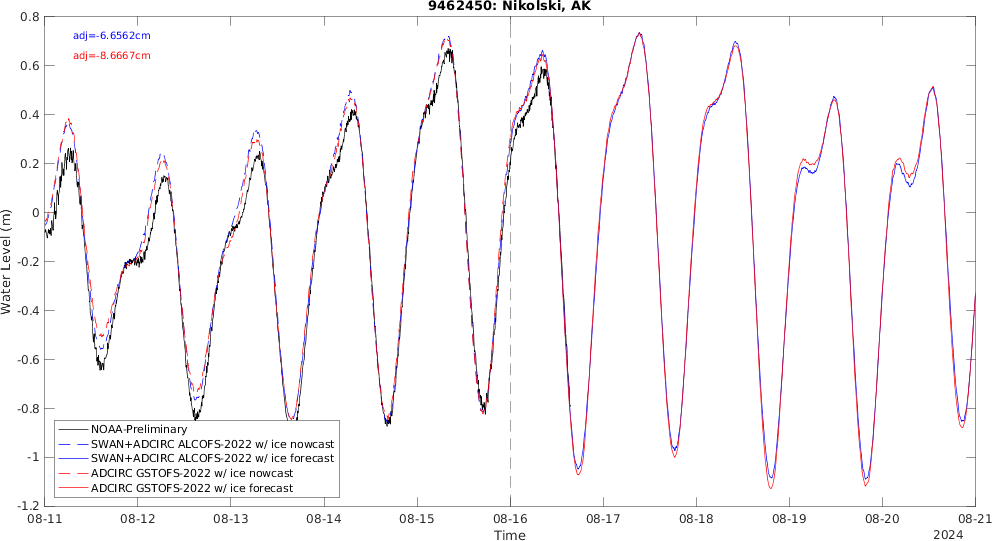 9462450: Nikolski, AK
adj=-6.6562cm
adj=-8.6667cm
Water Level (m)
0.8
0.6
0.4
0.2
0
-0.2
-0.4
-0.6
-0.8
-1
-1.2
NOAA-Preliminary
SWAN+ADCIRC ALCOFS-2022 w/ ice nowcast
SWAN+ADCIRC ALCOFS-2022 w/ ice forecast
ADCIRC GSTOFS-2022 w/ ice nowcast
ADCIRC GSTOFS-2022 w/ ice forecast
08-11 08-12 08-13 08-14 08-15 08-16 08-17 08-18 08-19 08-20 08-21
Time
2024